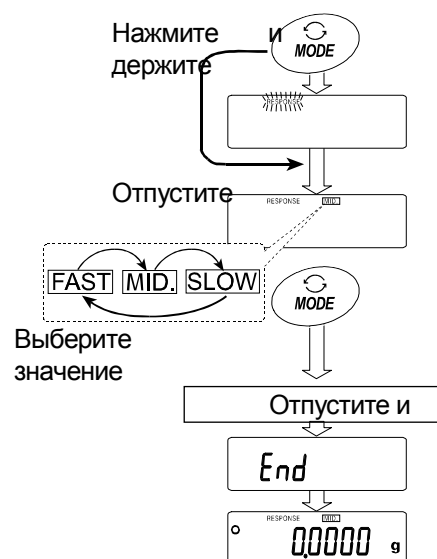 Нажмите и
держите
MODE
RESPONSE
Отпустите
RESPONSE MID.
FAST MID. SLOW
MODE
Выберите
значение
Отпустите и
End
RESPONSE MID.
0.0000 g